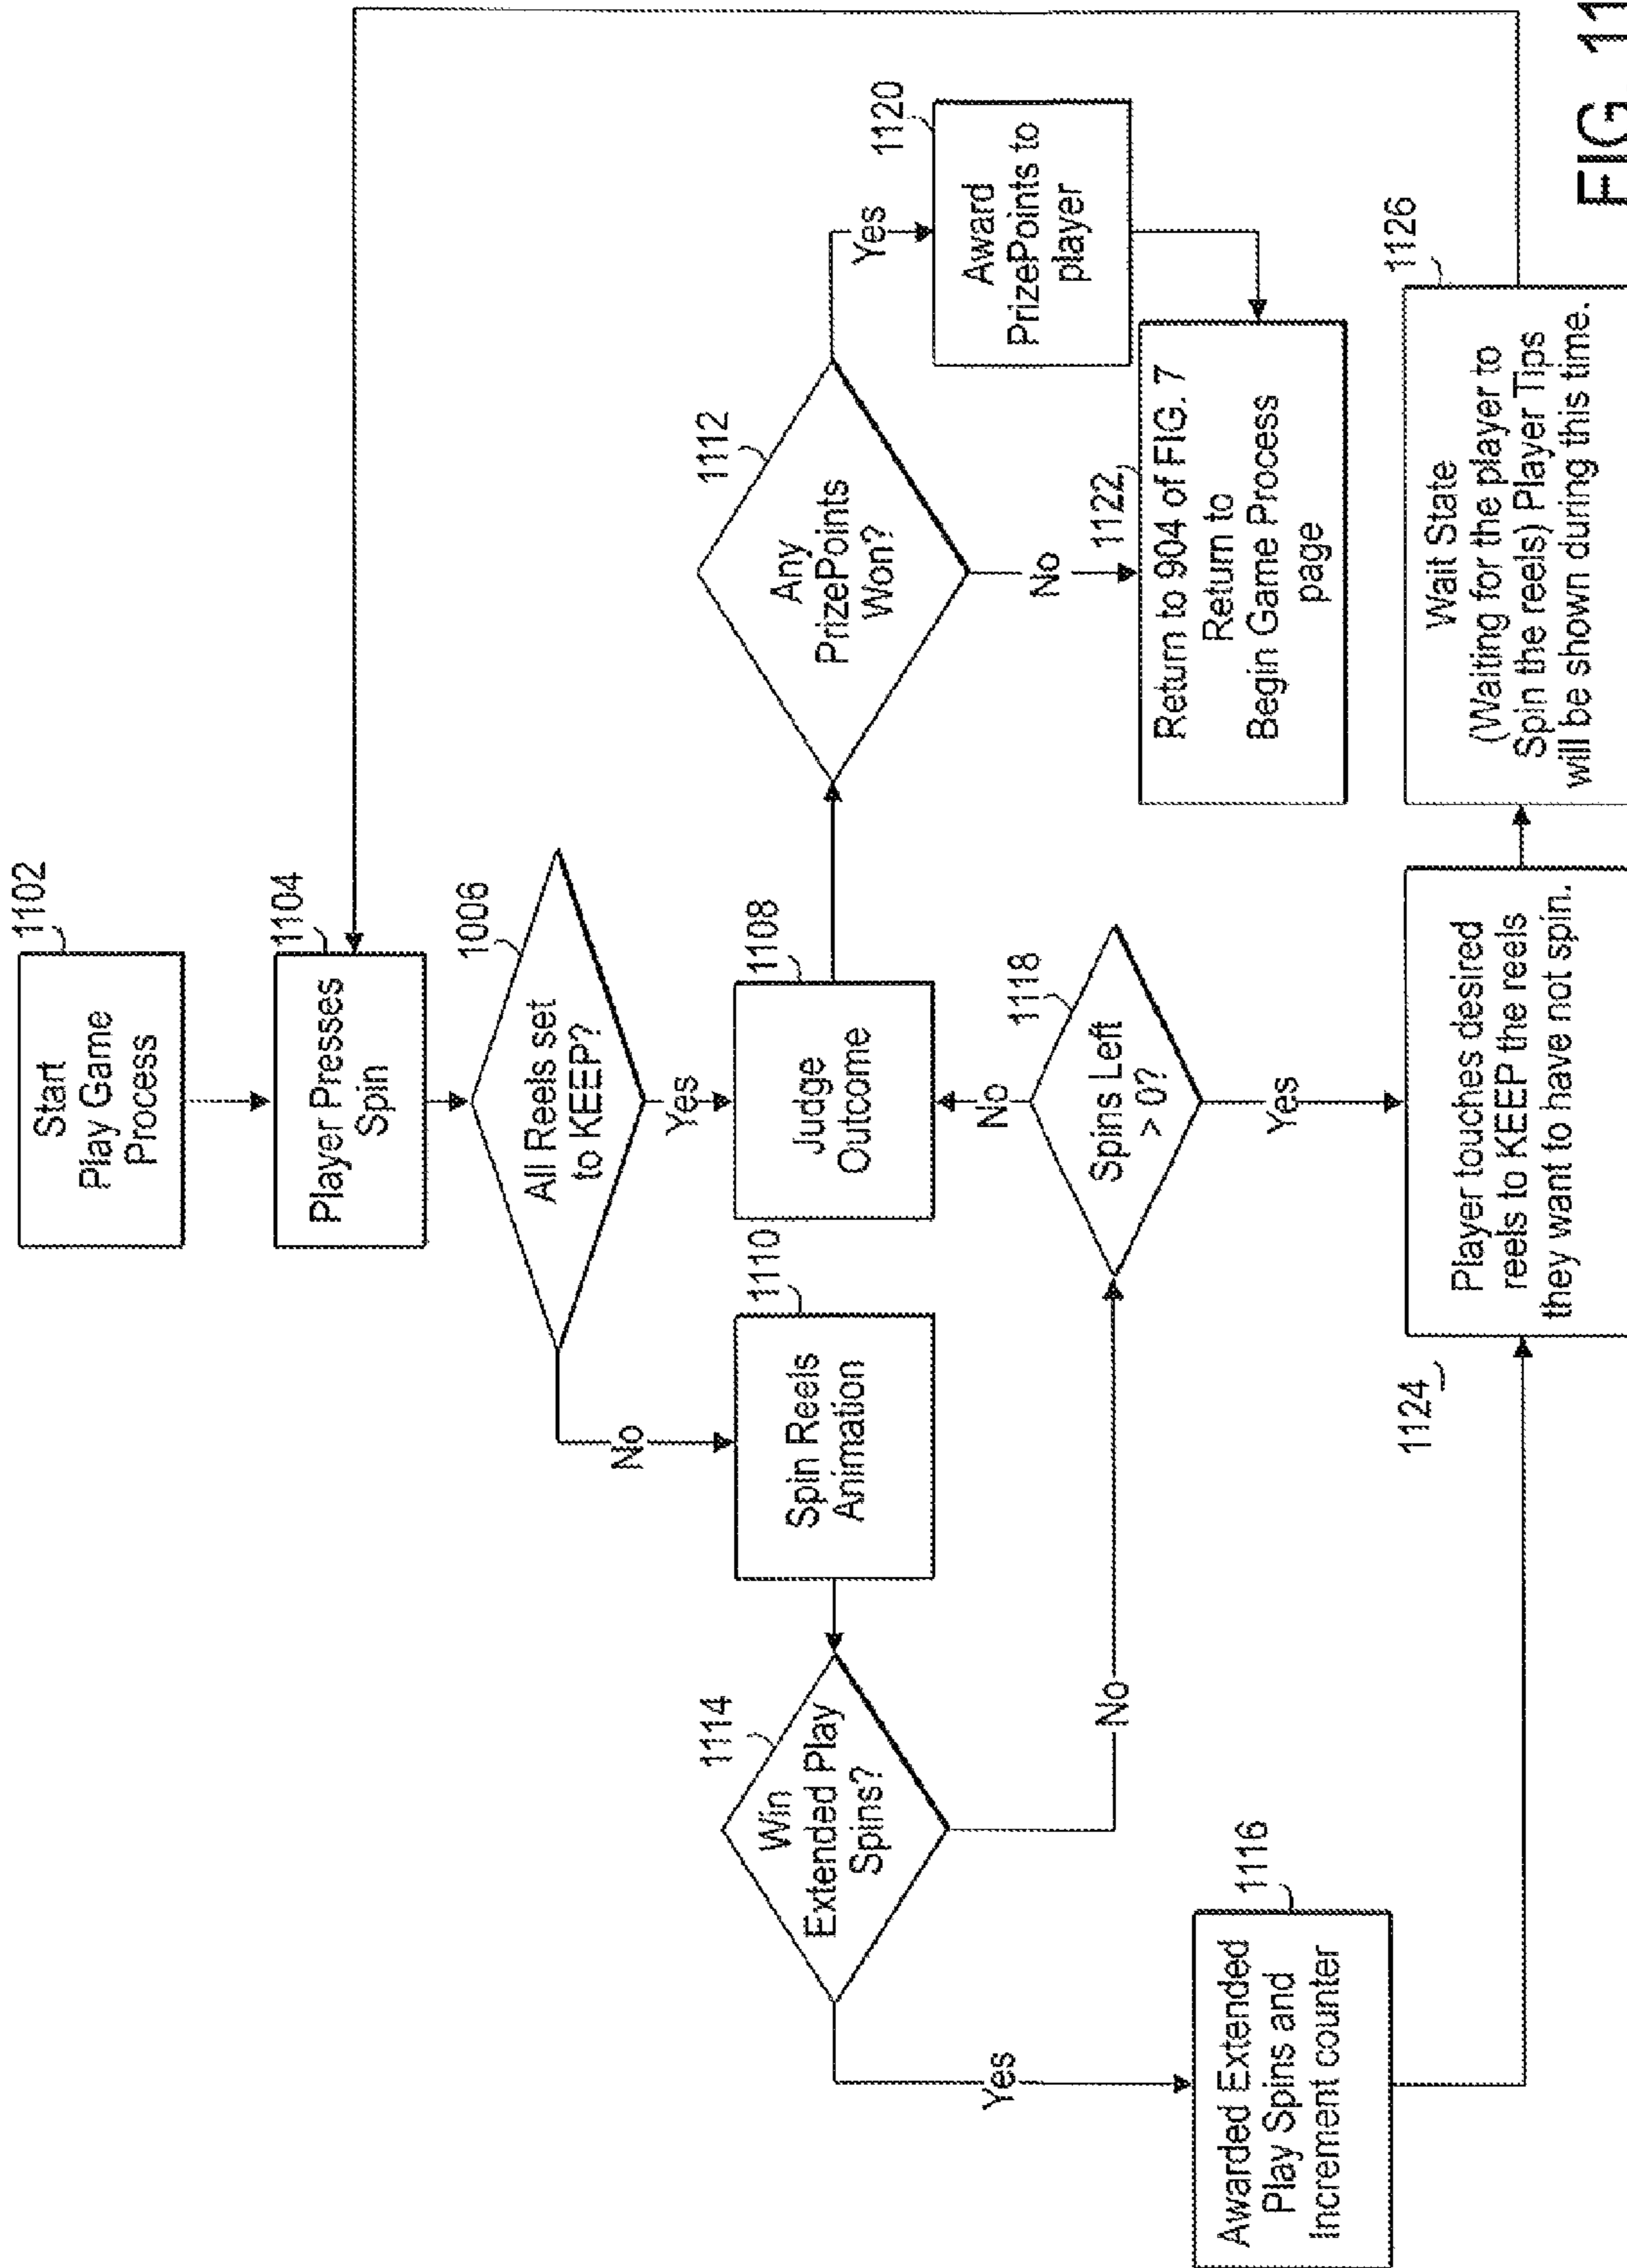 1102
Start
Play Game
Process
1104
Player Presses
Spin
1006
All Reels set
to KEEP?
No
Yes
1110
Spin Reels
Animation
1108
Judge
Outcome
1112
Any
PrizePoints
Won?
Yes
No
1120
Award
PrizePoints to
player
1122
Return to 904 of FIG. 7
Return to
Begin Game Process
page
1114
Win
Extended Play
Spins?
Yes
No
1118
Spins Left
> 0?
No
Yes
1116
Awarded Extended
Play Spins and
Increment counter
1124
Player touches desired
reels to KEEP the reels
they want to have not spin.
1126
Wait State
(Waiting for the player to
Spin the reels) Player Tips
will be shown during this time.
FIG. 11